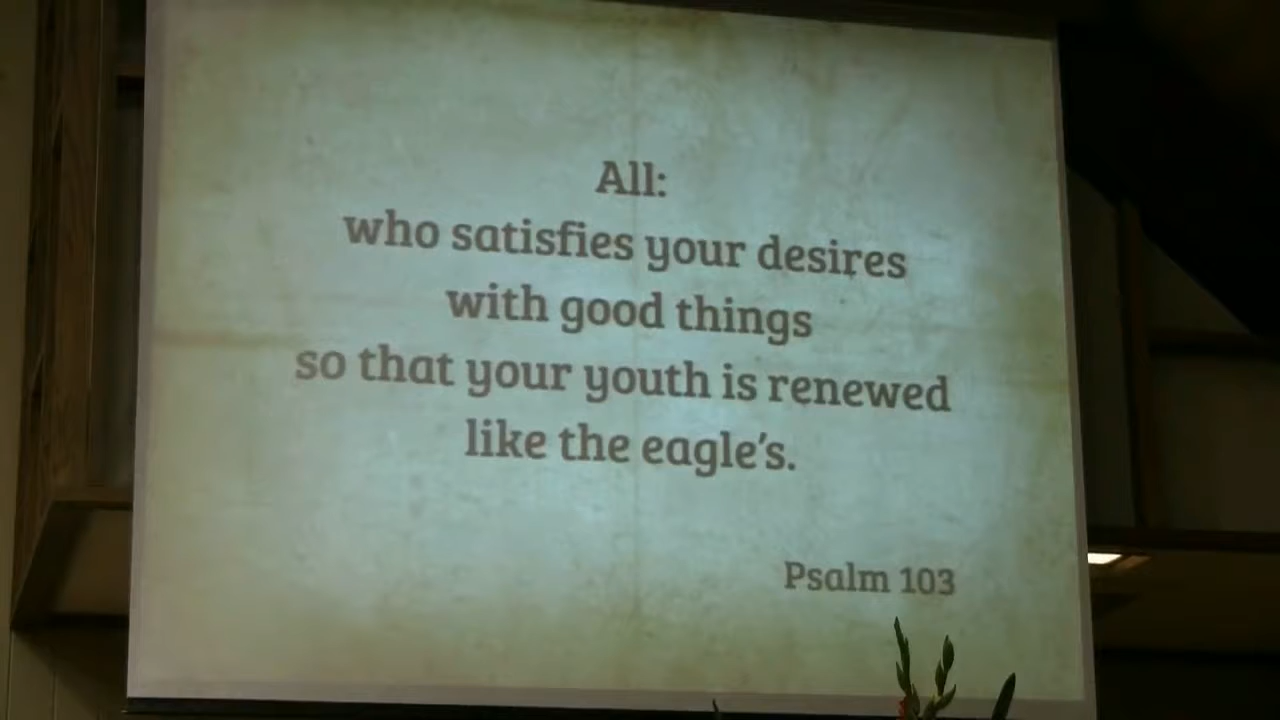 All:
who satisfies your desires
with good things
so that your youth is renewed
like the eagle's.
Psalm 103